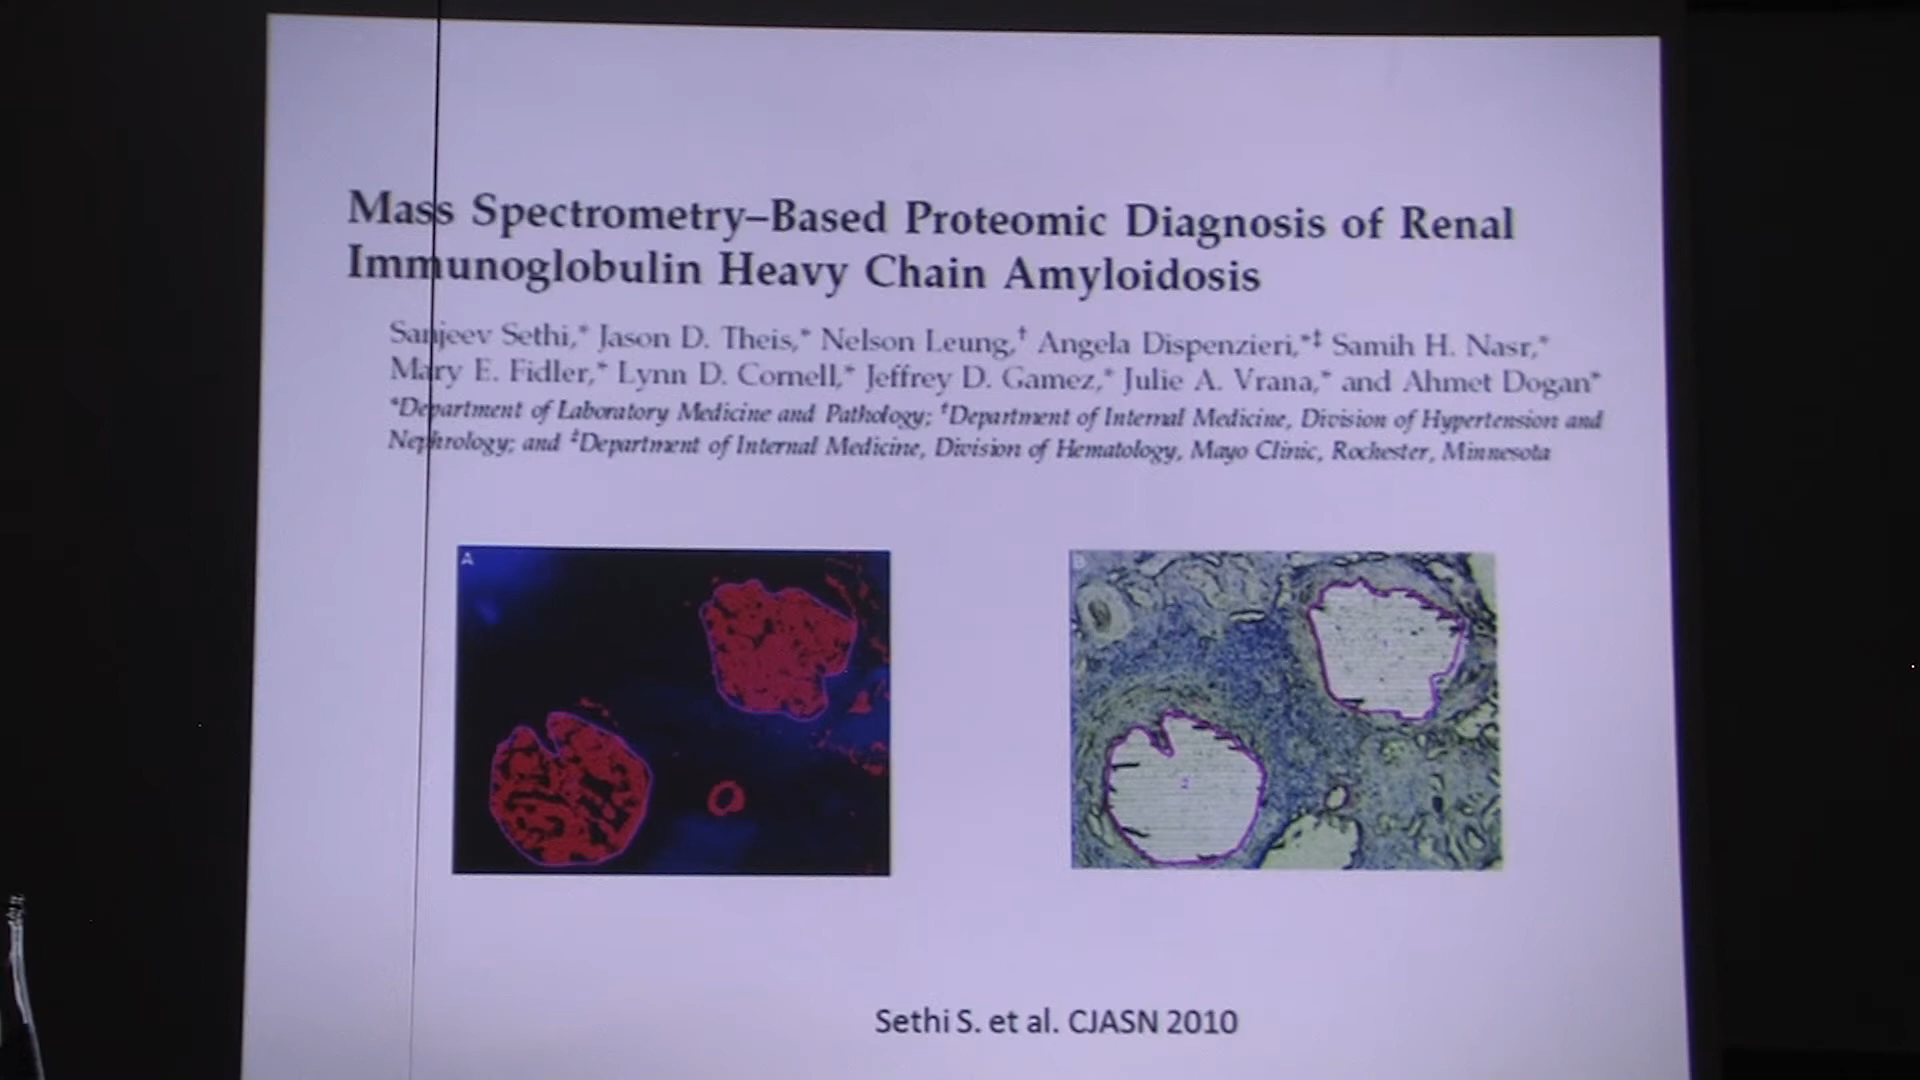 Mass Spectrometry–Based Proteomic Diagnosis of Renal
Immunoglobulin Heavy Chain Amyloidosis
Sanjeev Sethi,* Jason D. Theis,* Nelson Leung,† Angela Dispenzieri,*‡ Samih H. Nasr,*
Mary E. Fidler,* Lynn D. Cornell,* Jeffrey D. Gamez,* Julie A. Vrana,* and Ahmet Dogan*
*Department of Laboratory Medicine and Pathology; †Department of Internal Medicine, Division of Hypertension and
Nephrology; and ‡Department of Internal Medicine, Division of Hematology, Mayo Clinic, Rochester, Minnesota
A
B
2
Sethi S. et al. CJASN 2010